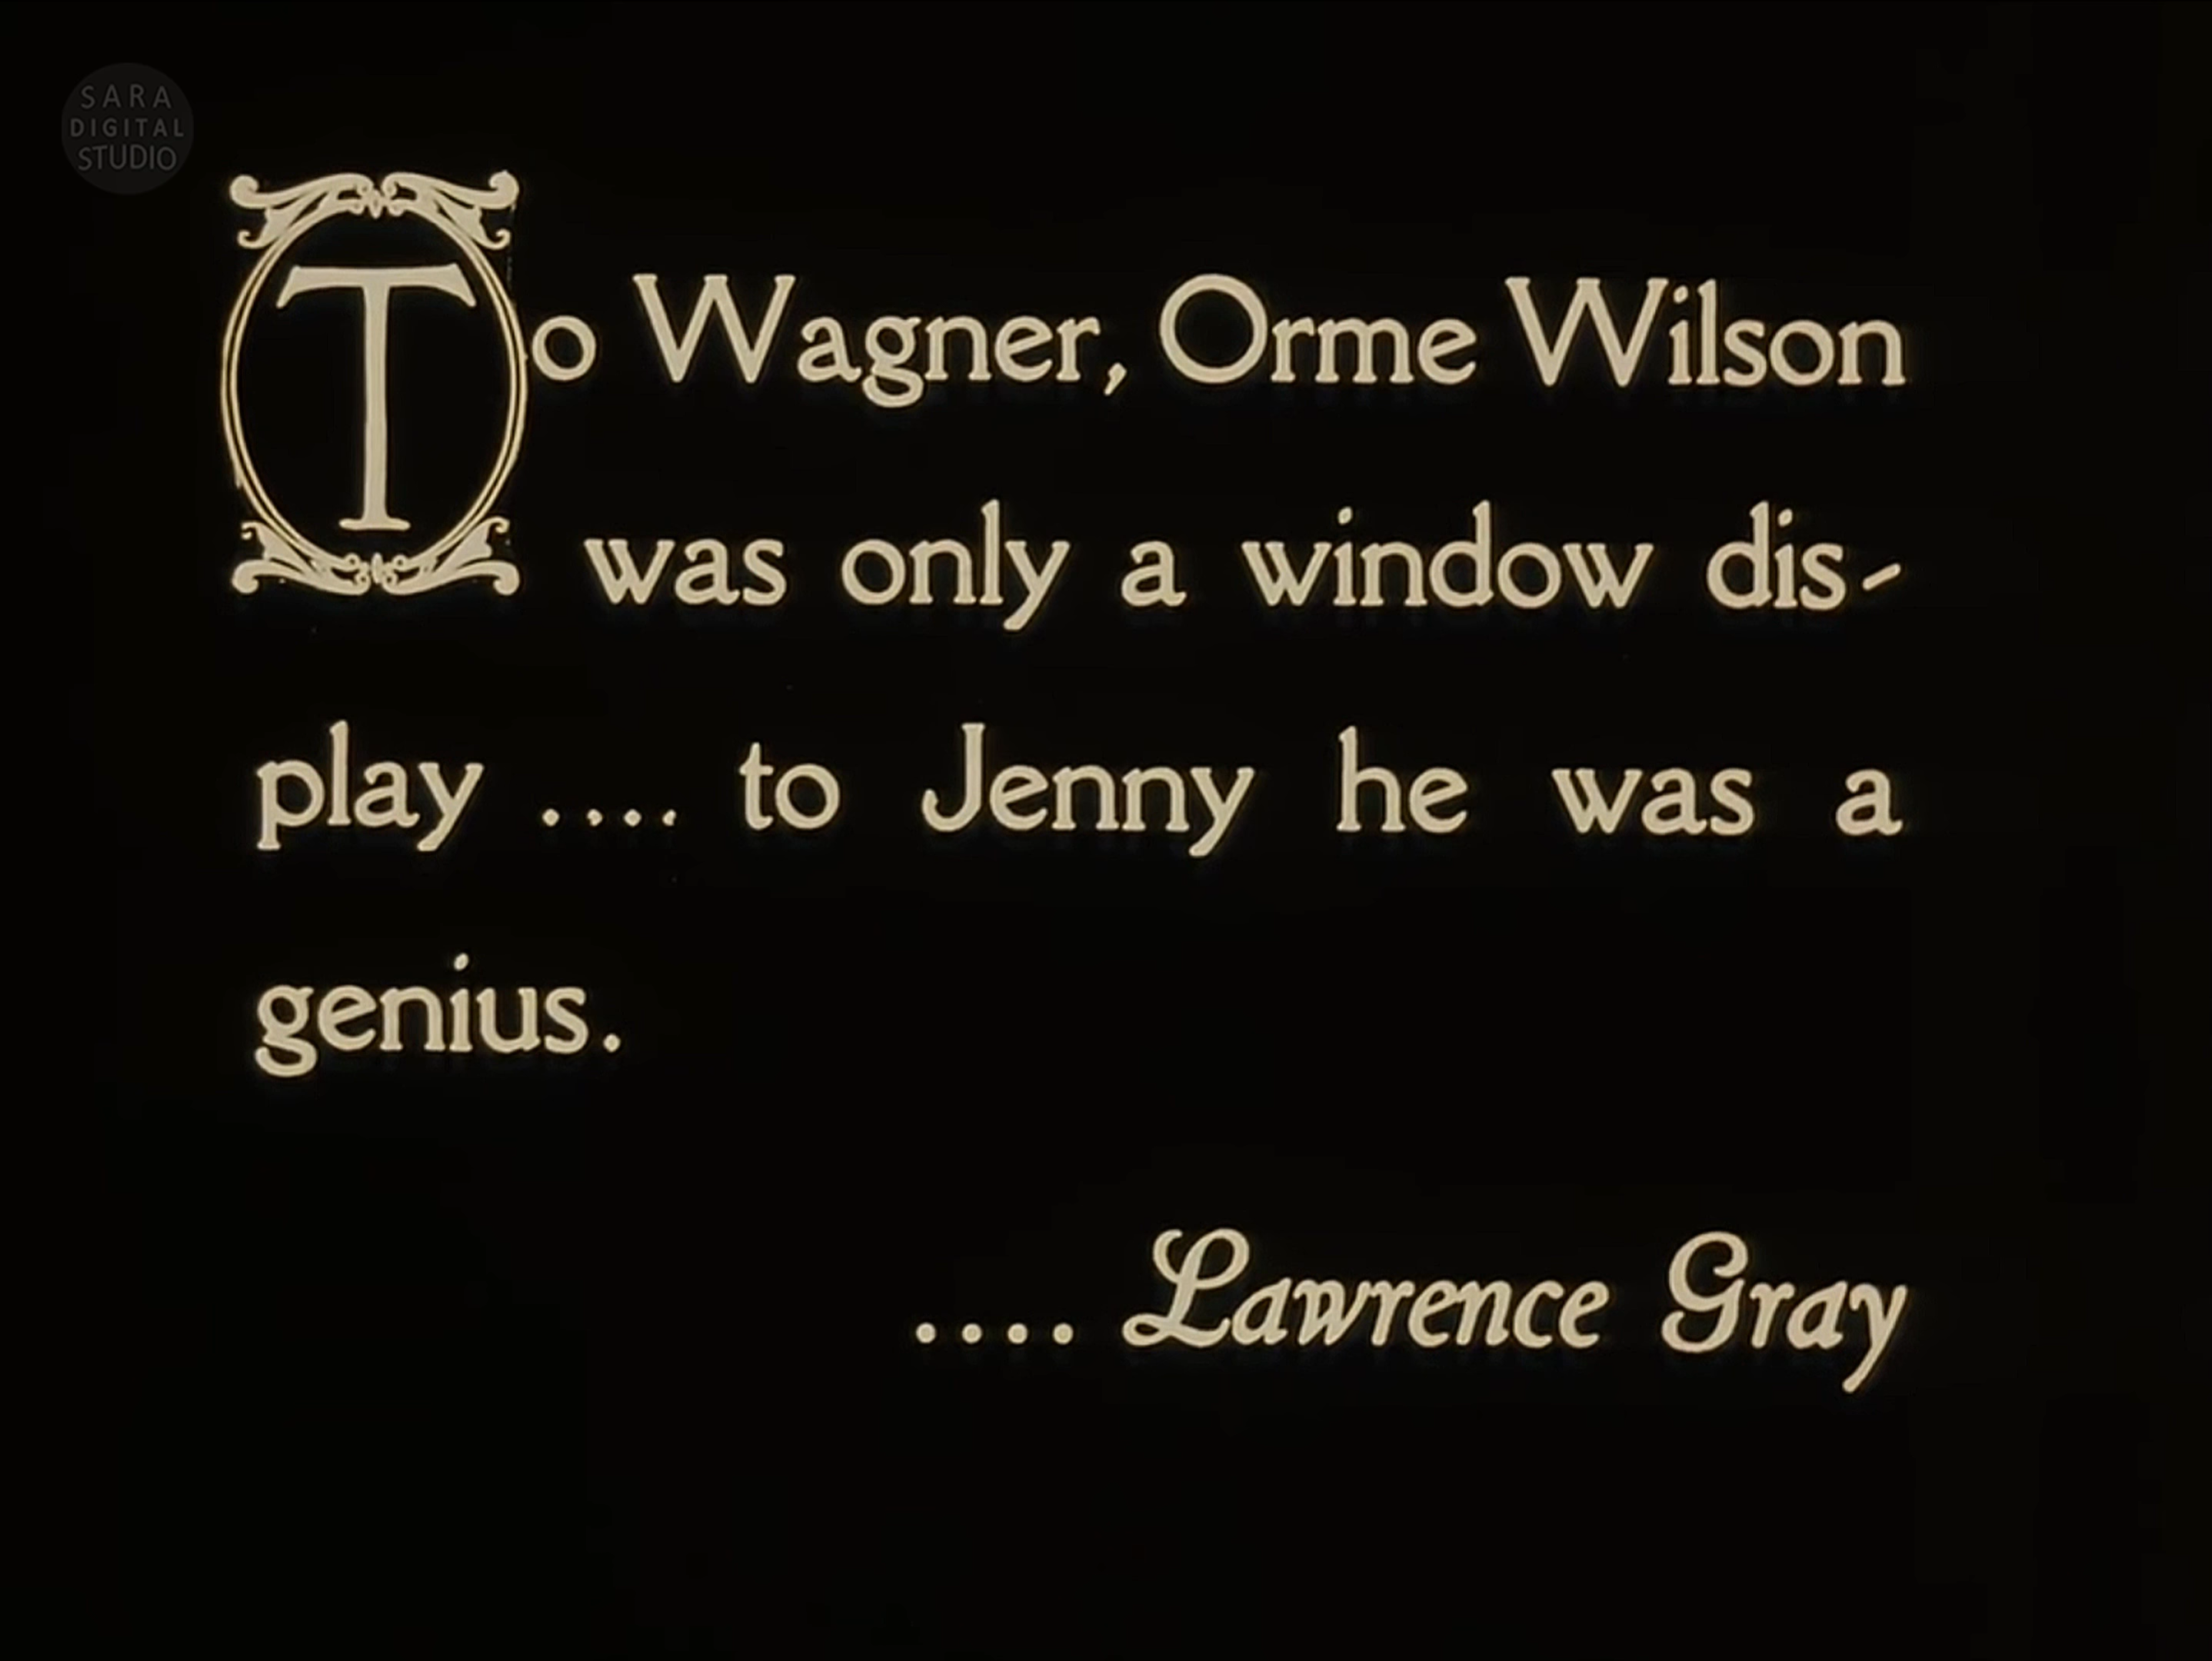 SARA
DIGITAL
STUDIO
To Wagner, Orme Wilson
was only a window dis-
play .... to Jenny he was a
genius.
.... Lawrence Gray